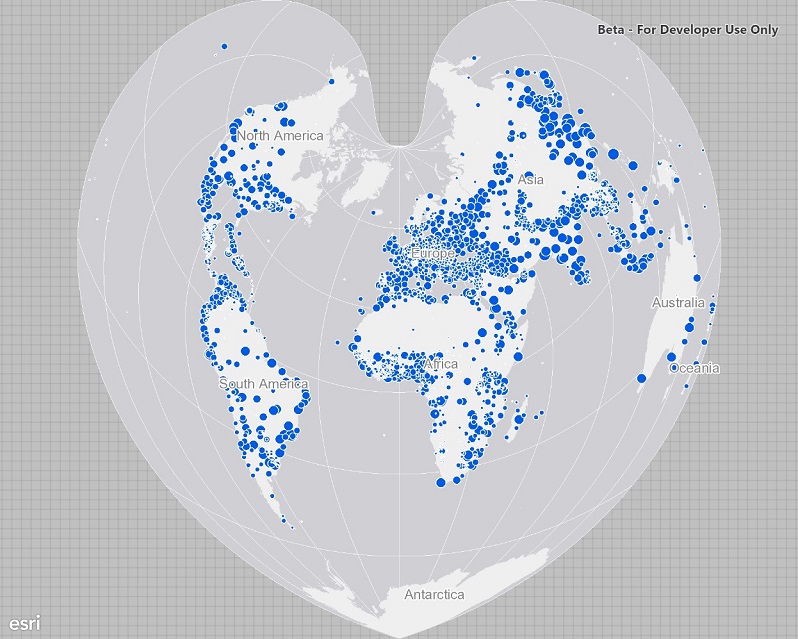 Beta - For Developer Use Only
North America
Asia
Europe
Australia
Africa
Oceania
South America
Antarctica
esri